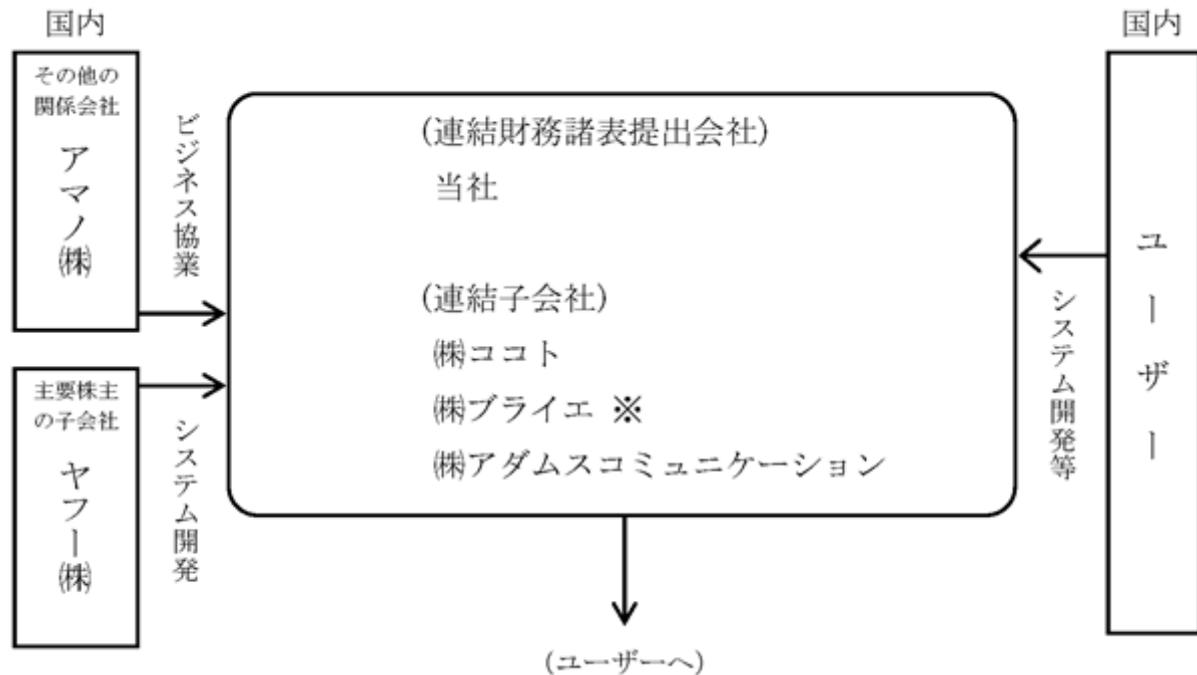 国内
その他の
関係会社
アマノ㈱
ビジネス協業
主要株主
の子会社
ヤフー㈱
システム開発
(連結財務諸表提出会社)
当社
(連結子会社)
㈱ココト
㈱ブライエ ※
㈱アダムスコミュニケーション
(ユーザーへ)
国内
ユーザー
システム開発等